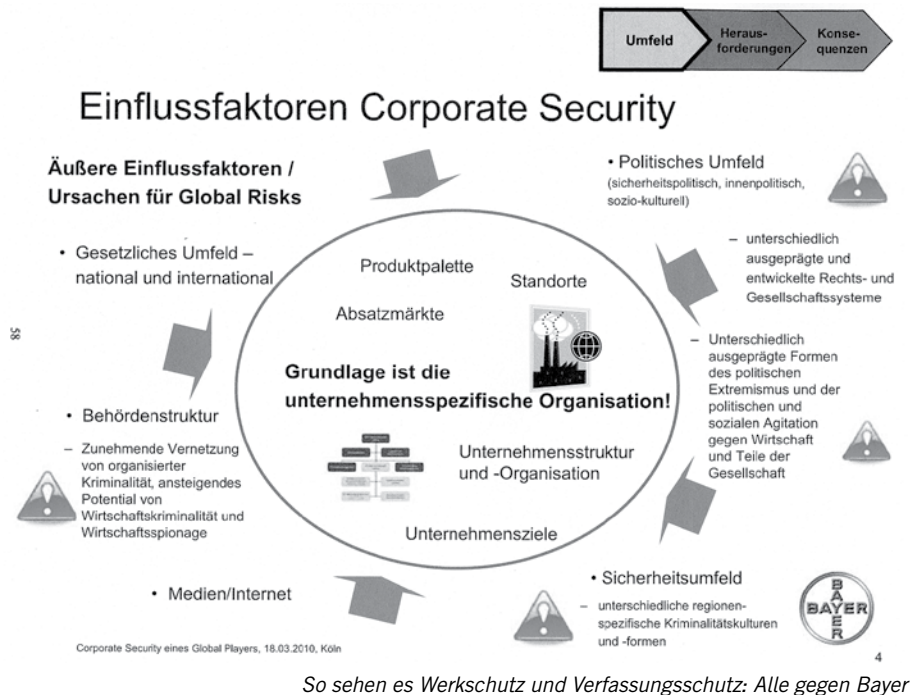 Umfeld
Heraus-
forderungen
Konse-
quenzen
Einflussfaktoren Corporate Security
Äußere Einflussfaktoren /
Ursachen für Global Risks
• Gesetzliches Umfeld –
national und international
• Behördenstruktur
– Zunehmende Vernetzung
von organisierter
Kriminalität, ansteigendes
Potential von
Wirtschaftskriminalität und
Wirtschaftsspionage
• Medien/Internet
Produktpalette
Standorte
Absatzmärkte
Grundlage ist die
unternehmensspezifische Organisation!
Unternehmensstruktur
und -Organisation
Unternehmensziele
• Politisches Umfeld
(sicherheitspolitisch, innenpolitisch,
sozio-kulturell)
– unterschiedlich
ausgeprägte und
entwickelte Rechts- und
Gesellschaftssysteme
– Unterschiedlich
ausgeprägte Formen
des politischen
Extremismus und der
politischen und
sozialen Agitation
gegen Wirtschaft
und Teile der
Gesellschaft
• Sicherheitsumfeld
– unterschiedliche regionen-
spezifische Kriminalitätskulturen
und -formen
BAYER
BAYER
58
Corporate Security eines Global Players, 18.03.2010, Köln
4
So sehen es Werkschutz und Verfassungsschutz: Alle gegen Bayer